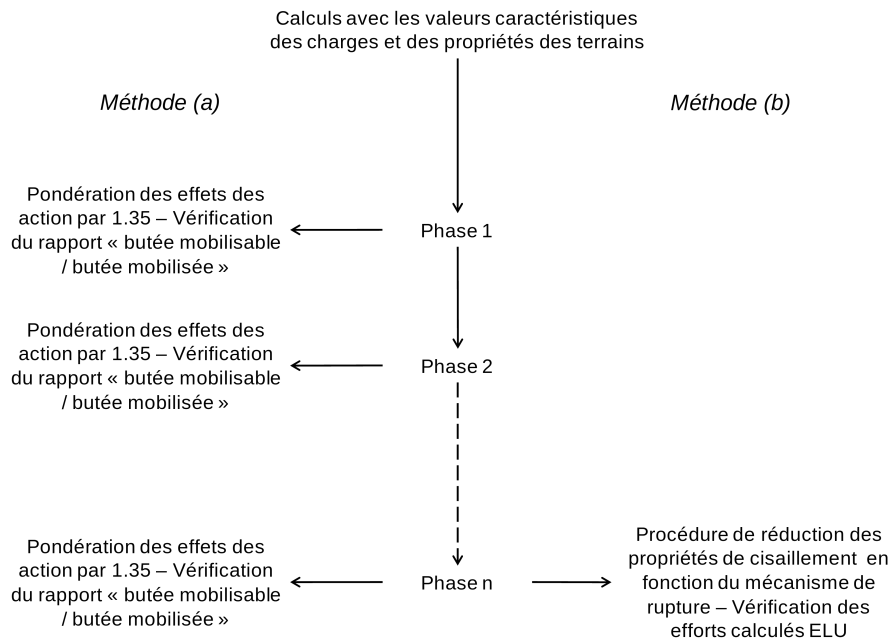 Calculs avec les valeurs caractéristiques
des charges et des propriétés des terrains
Méthode (a)
Méthode (b)
Pondération des effets des
action par 1.35 – Vérification
du rapport « butée mobilisable
/ butée mobilisée »
Phase 1
Pondération des effets des
action par 1.35 – Vérification
du rapport « butée mobilisable
/ butée mobilisée »
Phase 2
Pondération des effets des
action par 1.35 – Vérification
du rapport « butée mobilisable
/ butée mobilisée »
Phase n
Procédure de réduction des
propriétés de cisaillement en
fonction du mécanisme de
rupture – Vérification des
efforts calculés ELU